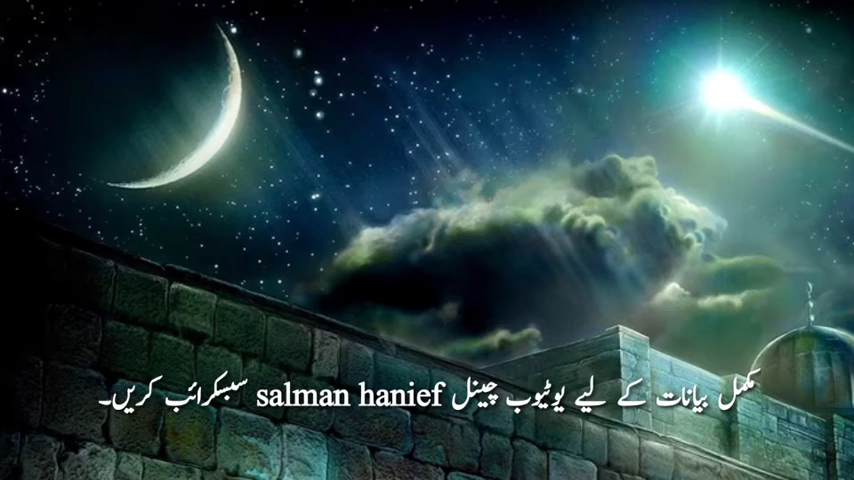 مکمل بیانات کے لیے یوٹیوب چینل salman hanief سبسکرائب کریں۔